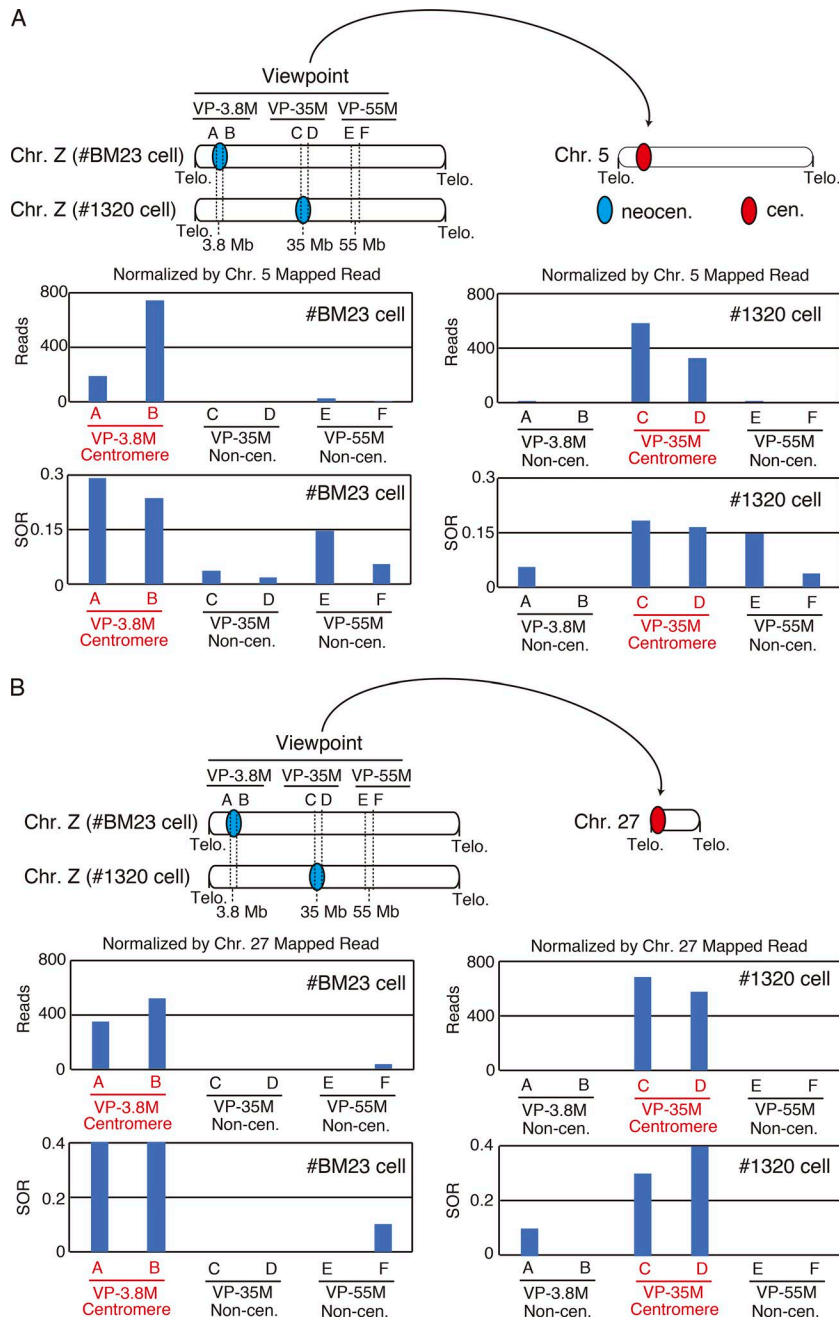 A
Viewpoint
VP-3.8M VP-35M VP-55M
A B C D E F
Chr. Z (#BM23 cell)
Telo. Telo.
Chr. Z (#1320 cell)
Telo. Telo.
3.8 Mb 35 Mb 55 Mb
Chr. 5
Telo. Telo.
neocen. cen.
Normalized by Chr. 5 Mapped Read
#BM23 cell
Reads
800
400
0
A B C D E F
VP-3.8M VP-35M VP-55M
Centromere Non-cen. Non-cen.
Normalized by Chr. 5 Mapped Read
#1320 cell
Reads
800
400
0
A B C D E F
VP-3.8M VP-35M VP-55M
Non-cen. Centromere Non-cen.
#BM23 cell
SOR
0.3
0.15
0
A B C D E F
VP-3.8M VP-35M VP-55M
Centromere Non-cen. Non-cen.
#1320 cell
SOR
0.3
0.15
0
A B C D E F
VP-3.8M VP-35M VP-55M
Non-cen. Centromere Non-cen.
B
Viewpoint
VP-3.8M VP-35M VP-55M
A B C D E F
Chr. Z (#BM23 cell)
Telo. Telo.
Chr. Z (#1320 cell)
Telo. Telo.
3.8 Mb 35 Mb 55 Mb
Chr. 27
Telo. Telo.
Normalized by Chr. 27 Mapped Read
#BM23 cell
Reads
800
400
0
A B C D E F
VP-3.8M VP-35M VP-55M
Centromere Non-cen. Non-cen.
Normalized by Chr. 27 Mapped Read
#1320 cell
Reads
800
400
0
A B C D E F
VP-3.8M VP-35M VP-55M
Non-cen. Centromere Non-cen.
#BM23 cell
SOR
0.4
0.2
0
A B C D E F
VP-3.8M VP-35M VP-55M
Centromere Non-cen. Non-cen.
#1320 cell
SOR
0.4
0.2
0
A B C D E F
VP-3.8M VP-35M VP-55M
Non-cen. Centromere Non-cen.